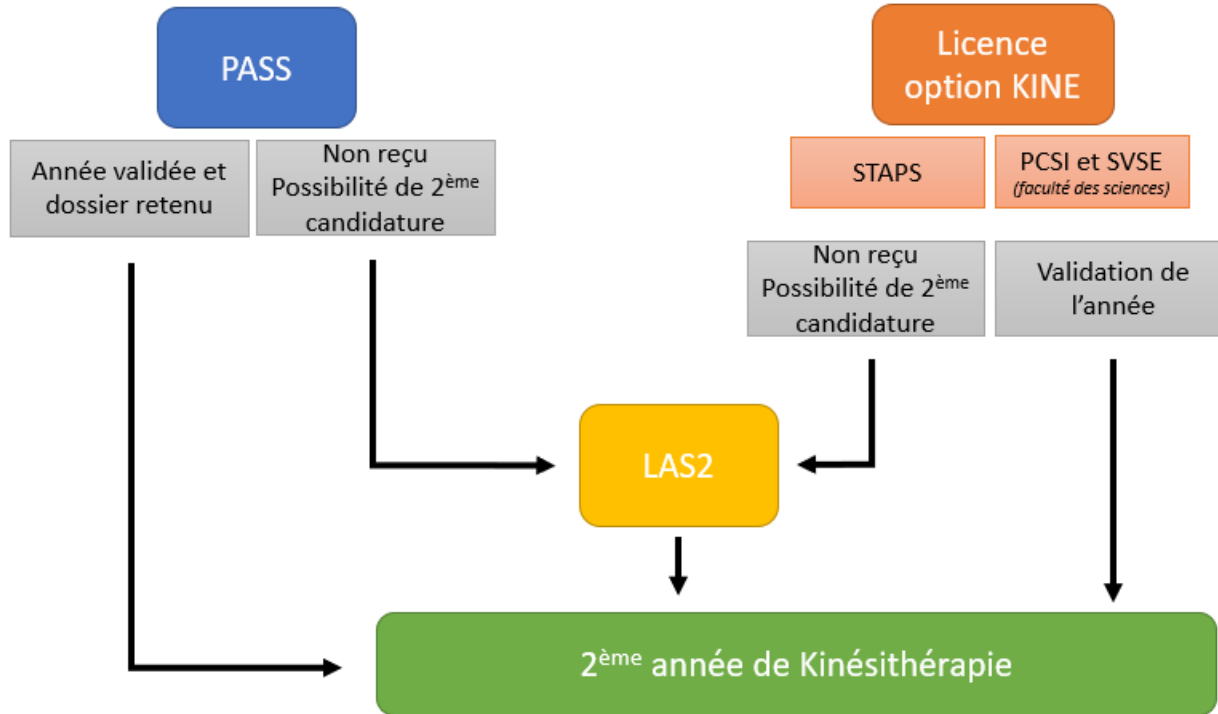 PASS
Année validée et
dossier retenu
Non reçu
Possibilité de 2ème
candidature
Licence
option KINE
STAPS
PCSI et SVSE
(faculté des sciences)
Non reçu
Possibilité de 2ème
candidature
Validation de
l’année
LAS2
2ème année de Kinésithérapie